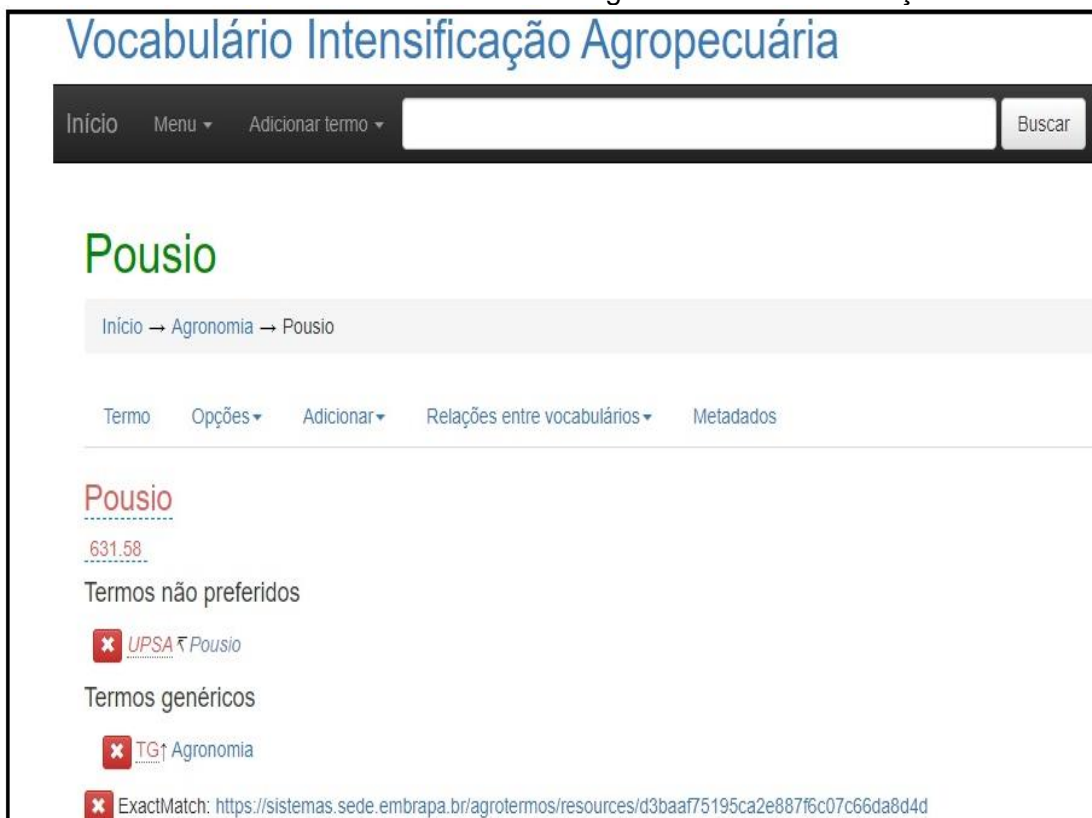 Vocabulário Intensificação Agropecuária
Início Menu Adicionar termo Buscar
Pousio
Início → Agronomia → Pousio
Termo Opções Adicionar Relações entre vocabulários Metadados
Pousio
631.58
Termos não preferidos
UPSA Pousio
Termos genéricos
TG↑ Agronomia
ExactMatch: https://sistemas.sede.embrapa.br/agrotermos/resources/d3baaf75195ca2e887f6c07c66da8d4d